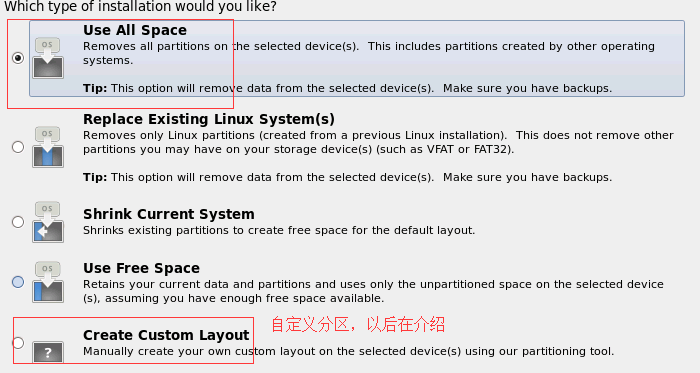 Which type of installation would you like?
OS
Use All Space
Removes all partitions on the selected device(s). This includes partitions created by other operating
systems.
Tip: This option will remove data from the selected device(s). Make sure you have backups.
OS
Replace Existing Linux System(s)
Removes only Linux partitions (created from a previous Linux installation). This does not remove other
partitions you may have on your storage device(s) (such as VFAT or FAT32).
Tip: This option will remove data from the selected device(s). Make sure you have backups.
OS
Shrink Current System
Shrinks existing partitions to create free space for the default layout.
OS
Use Free Space
Retains your current data and partitions and uses only the unpartitioned space on the selected device
(s), assuming you have enough free space available.
自定义分区，以后在介绍
Create Custom Layout
?
Manually create your own custom layout on the selected device(s) using our partitioning tool.